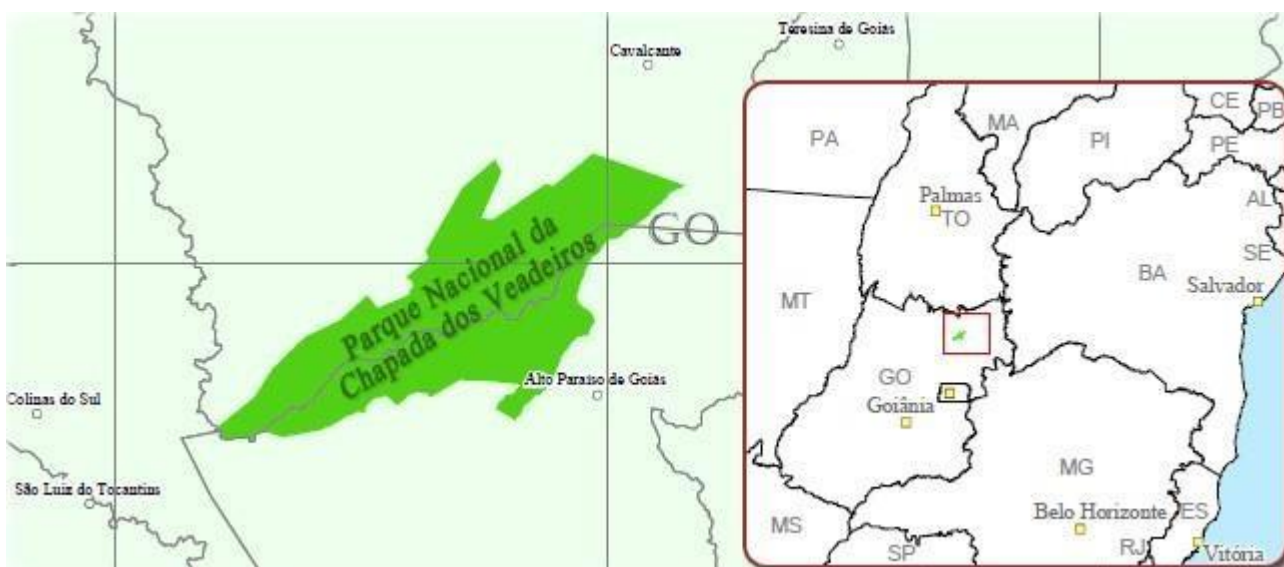 Teresina de Goiás
Cavalcante
GO
Parque Nacional da
Chapada dos Veadeiros
Alto Paraíso de Goiás
Colinas do Sul
São Luiz do Tocantins
CE
PB
MA
PA
PI
PE
Palmas
TO
AL
SE
BA
MT
Salvador
GO
Goiânia
MG
Belo Horizonte
ES
MS
SP
RJ
Vitória